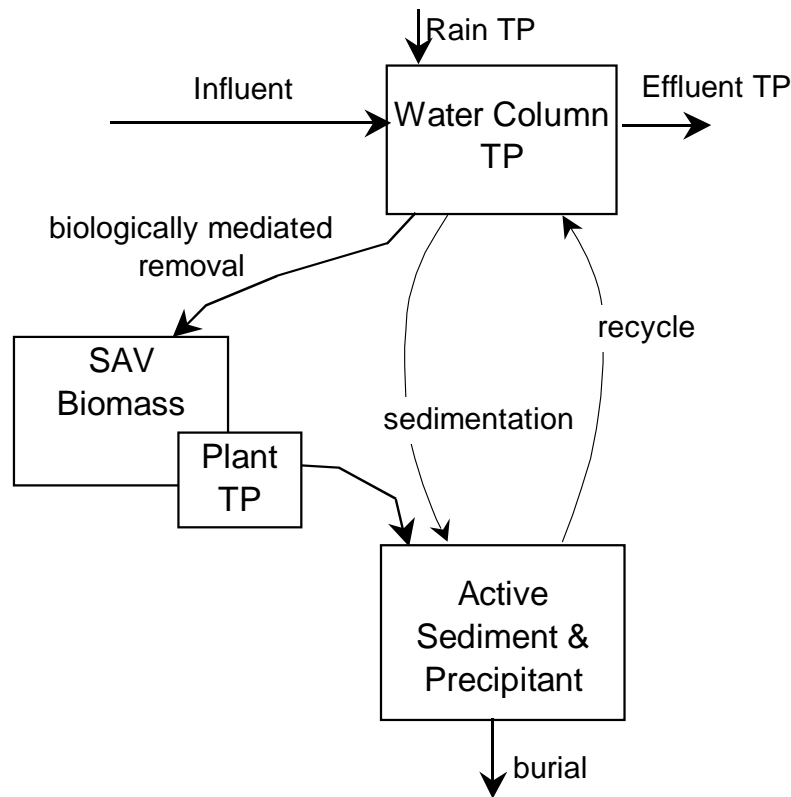 Rain TP
Influent
Effluent TP
Water Column
TP
biologically mediated
removal
recycle
SAV
Biomass
sedimentation
Plant
TP
Active
Sediment &
Precipitant
burial